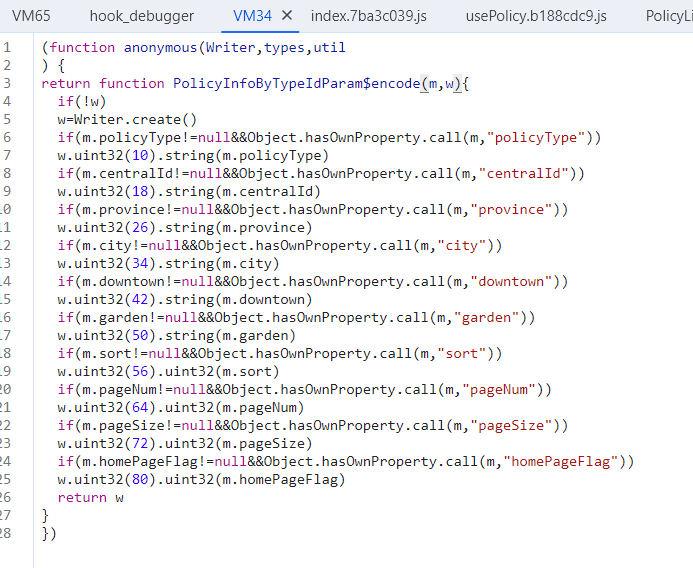 VM65 hook_debugger VM34 × index.7ba3c039.js usePolicy.b188cdc9.js PolicyLi
1 (function anonymous(Writer,types,util
2 ) {
3 return function PolicyInfoByTypeIdParam$encode(m,w){
4 if(!w)
5 w=Writer.create()
6 if(m.policyType!=null&&Object.hasOwnProperty.call(m,"policyType"))
7 w.uint32(10).string(m.policyType)
8 if(m.centralId!=null&&Object.hasOwnProperty.call(m,"centralId"))
9 w.uint32(18).string(m.centralId)
10 if(m.province!=null&&Object.hasOwnProperty.call(m,"province"))
11 w.uint32(26).string(m.province)
12 if(m.city!=null&&Object.hasOwnProperty.call(m,"city"))
13 w.uint32(34).string(m.city)
14 if(m.downtown!=null&&Object.hasOwnProperty.call(m,"downtown"))
15 w.uint32(42).string(m.downtown)
16 if(m.garden!=null&&Object.hasOwnProperty.call(m,"garden"))
17 w.uint32(50).string(m.garden)
18 if(m.sort!=null&&Object.hasOwnProperty.call(m,"sort"))
19 w.uint32(56).uint32(m.sort)
20 if(m.pageNum!=null&&Object.hasOwnProperty.call(m,"pageNum"))
21 w.uint32(64).uint32(m.pageNum)
22 if(m.pageSize!=null&&Object.hasOwnProperty.call(m,"pageSize"))
23 w.uint32(72).uint32(m.pageSize)
24 if(m.homePageFlag!=null&&Object.hasOwnProperty.call(m,"homePageFlag"))
25 w.uint32(80).uint32(m.homePageFlag)
26 return w
27 }
28 })